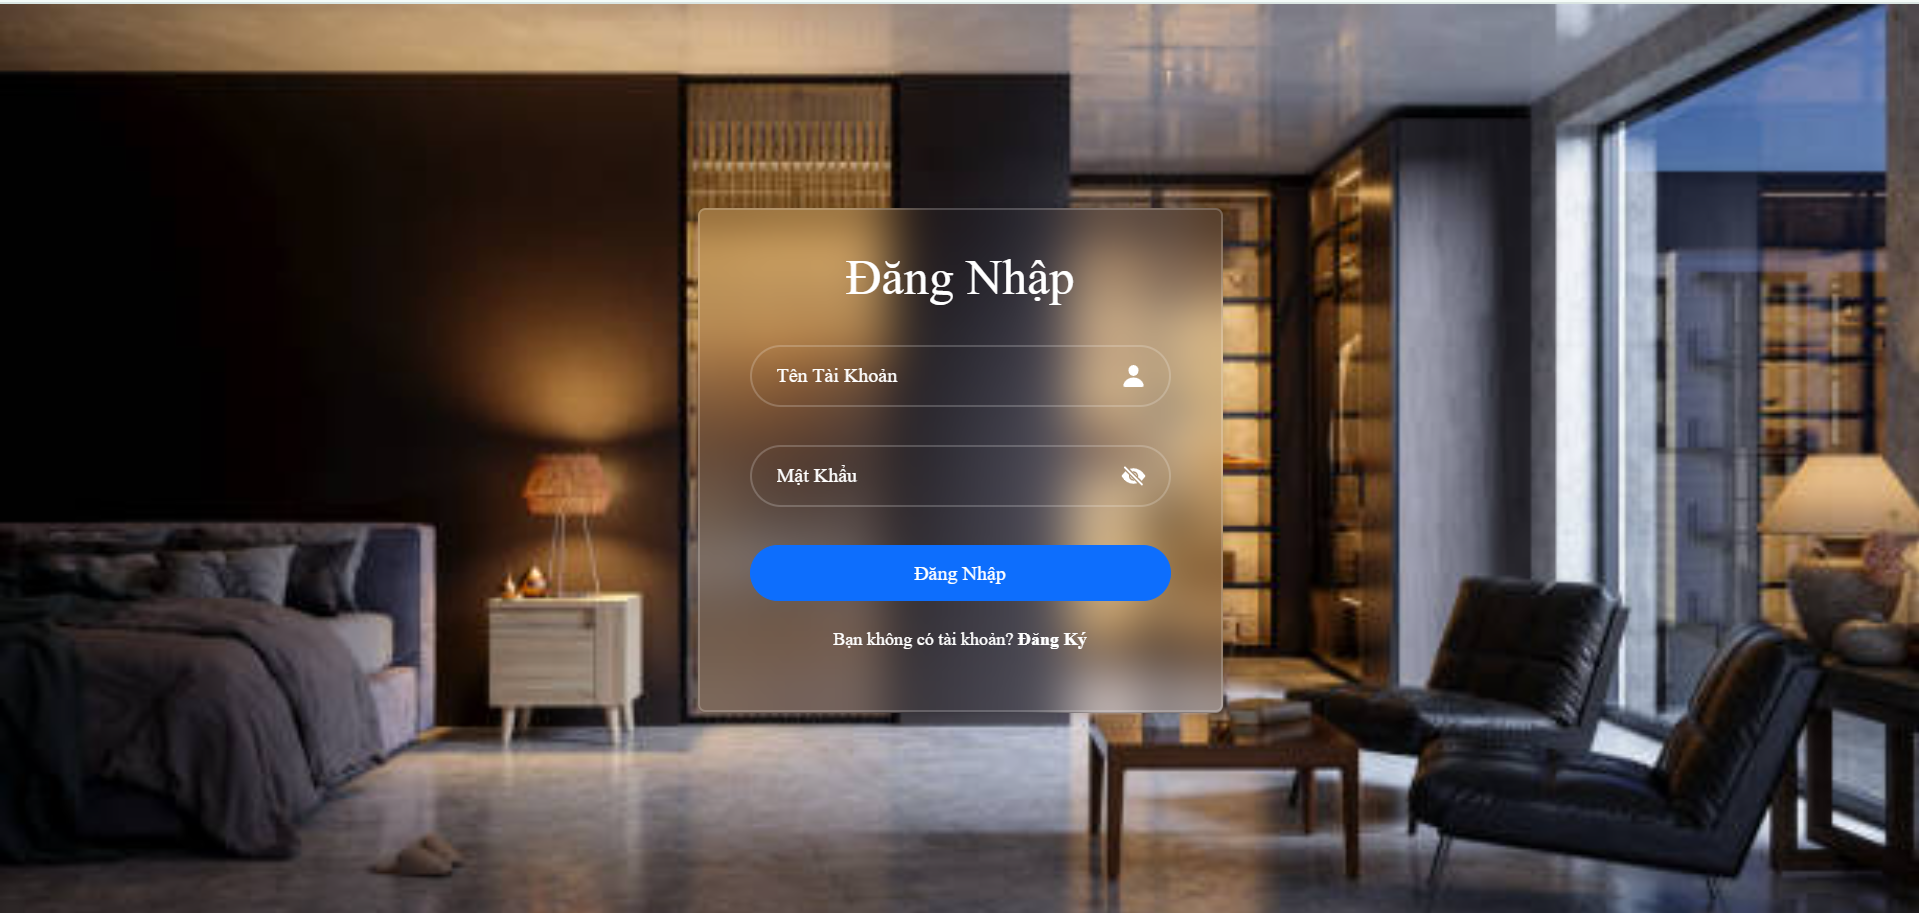 Đăng Nhập
Tên Tài Khoản
Mật Khẩu
Đăng Nhập
Bạn không có tài khoản? Đăng Ký